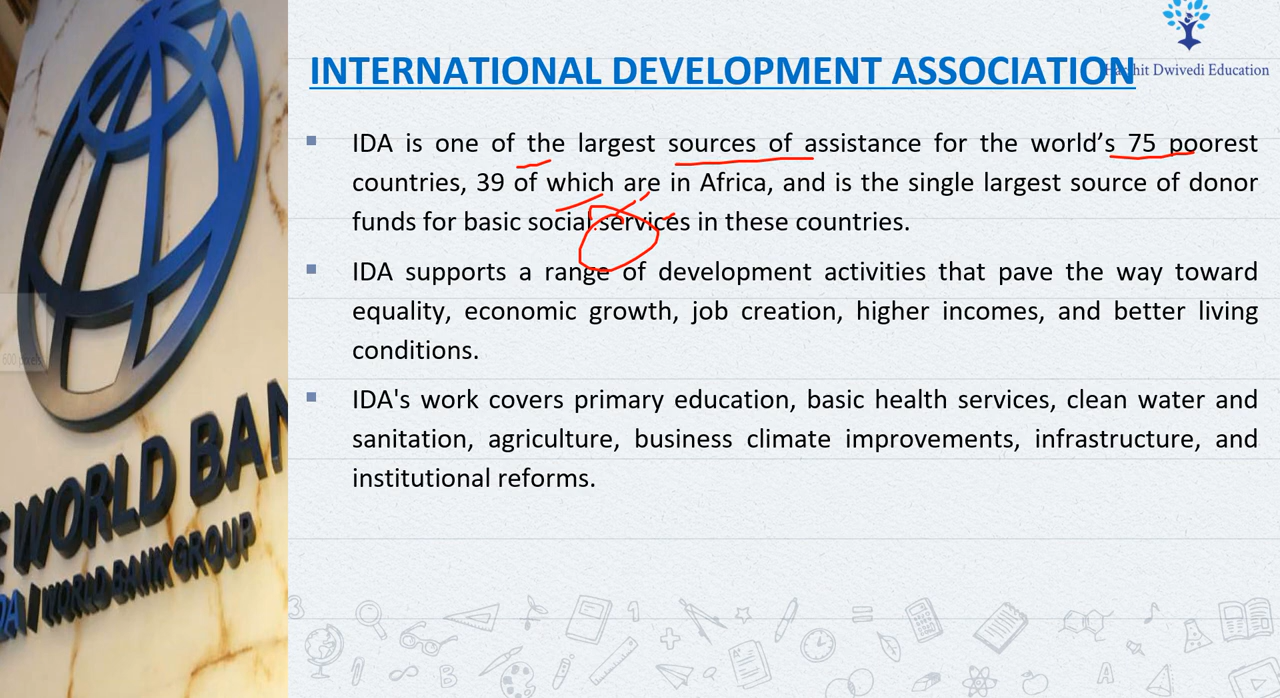 INTERNATIONAL DEVELOPMENT ASSOCIATION
Harshit Dwivedi Education
IDA is one of the largest sources of assistance for the world’s 75 poorest
countries, 39 of which are in Africa, and is the single largest source of donor
funds for basic social services in these countries.
IDA supports a range of development activities that pave the way toward
equality, economic growth, job creation, higher incomes, and better living
conditions.
IDA's work covers primary education, basic health services, clean water and
sanitation, agriculture, business climate improvements, infrastructure, and
institutional reforms.
600 pixels
E WORLD BAN
DA | WORLD BANK GROUP